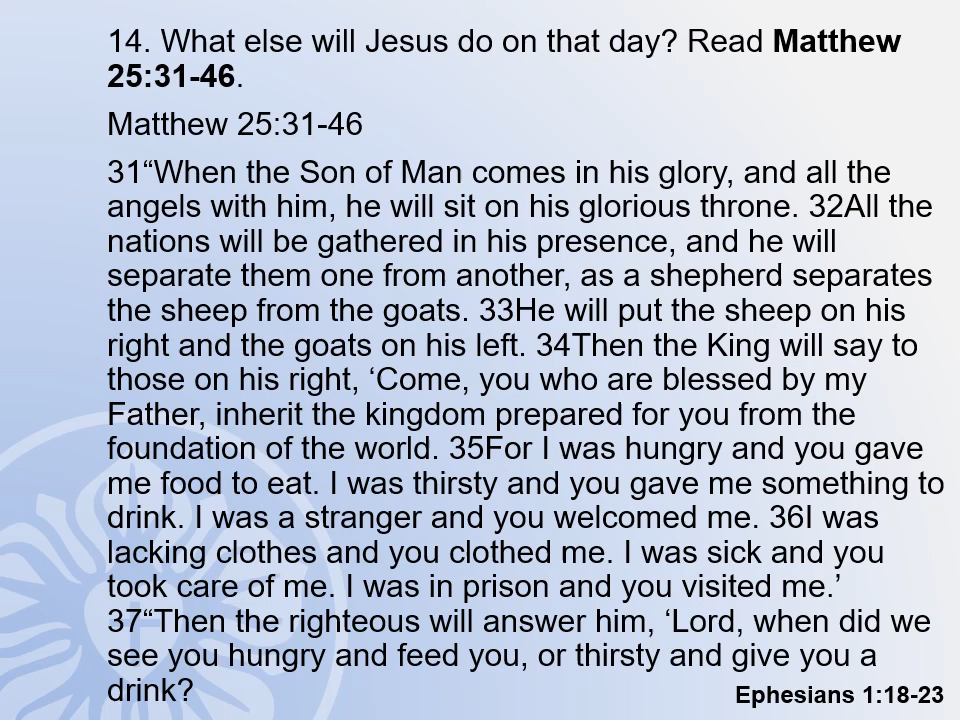 14. What else will Jesus do on that day? Read Matthew
25:31-46.
Matthew 25:31-46
31“When the Son of Man comes in his glory, and all the
angels with him, he will sit on his glorious throne. 32All the
nations will be gathered in his presence, and he will
separate them one from another, as a shepherd separates
the sheep from the goats. 33He will put the sheep on his
right and the goats on his left. 34Then the King will say to
those on his right, ‘Come, you who are blessed by my
Father, inherit the kingdom prepared for you from the
foundation of the world. 35For I was hungry and you gave
me food to eat. I was thirsty and you gave me something to
drink. I was a stranger and you welcomed me. 36I was
lacking clothes and you clothed me. I was sick and you
took care of me. I was in prison and you visited me.’
37“Then the righteous will answer him, ‘Lord, when did we
see you hungry and feed you, or thirsty and give you a
drink?
Ephesians 1:18-23